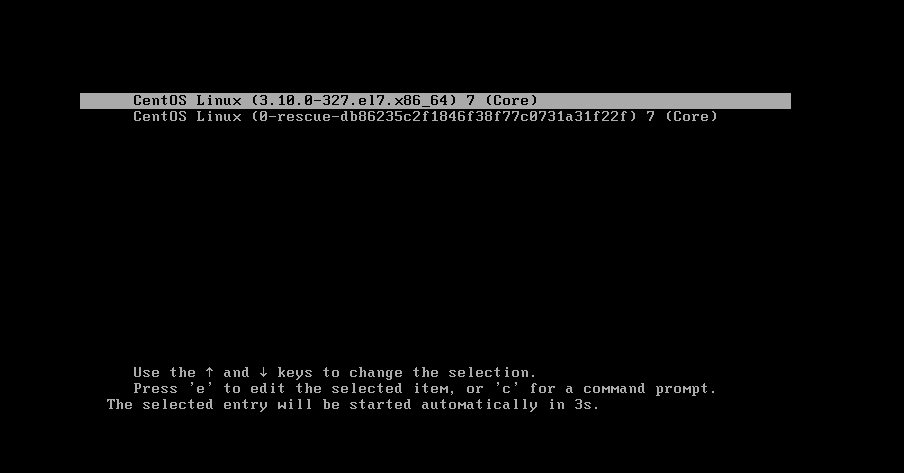 CentOS Linux (3.10.0-327.el7.x86_64) 7 (Core)
CentOS Linux (0-rescue-db86235c2f1846f38f77c0731a31f22f) 7 (Core)
Use the ↑ and ↓ keys to change the selection.
Press 'e' to edit the selected item, or 'c' for a command prompt.
The selected entry will be started automatically in 3s.